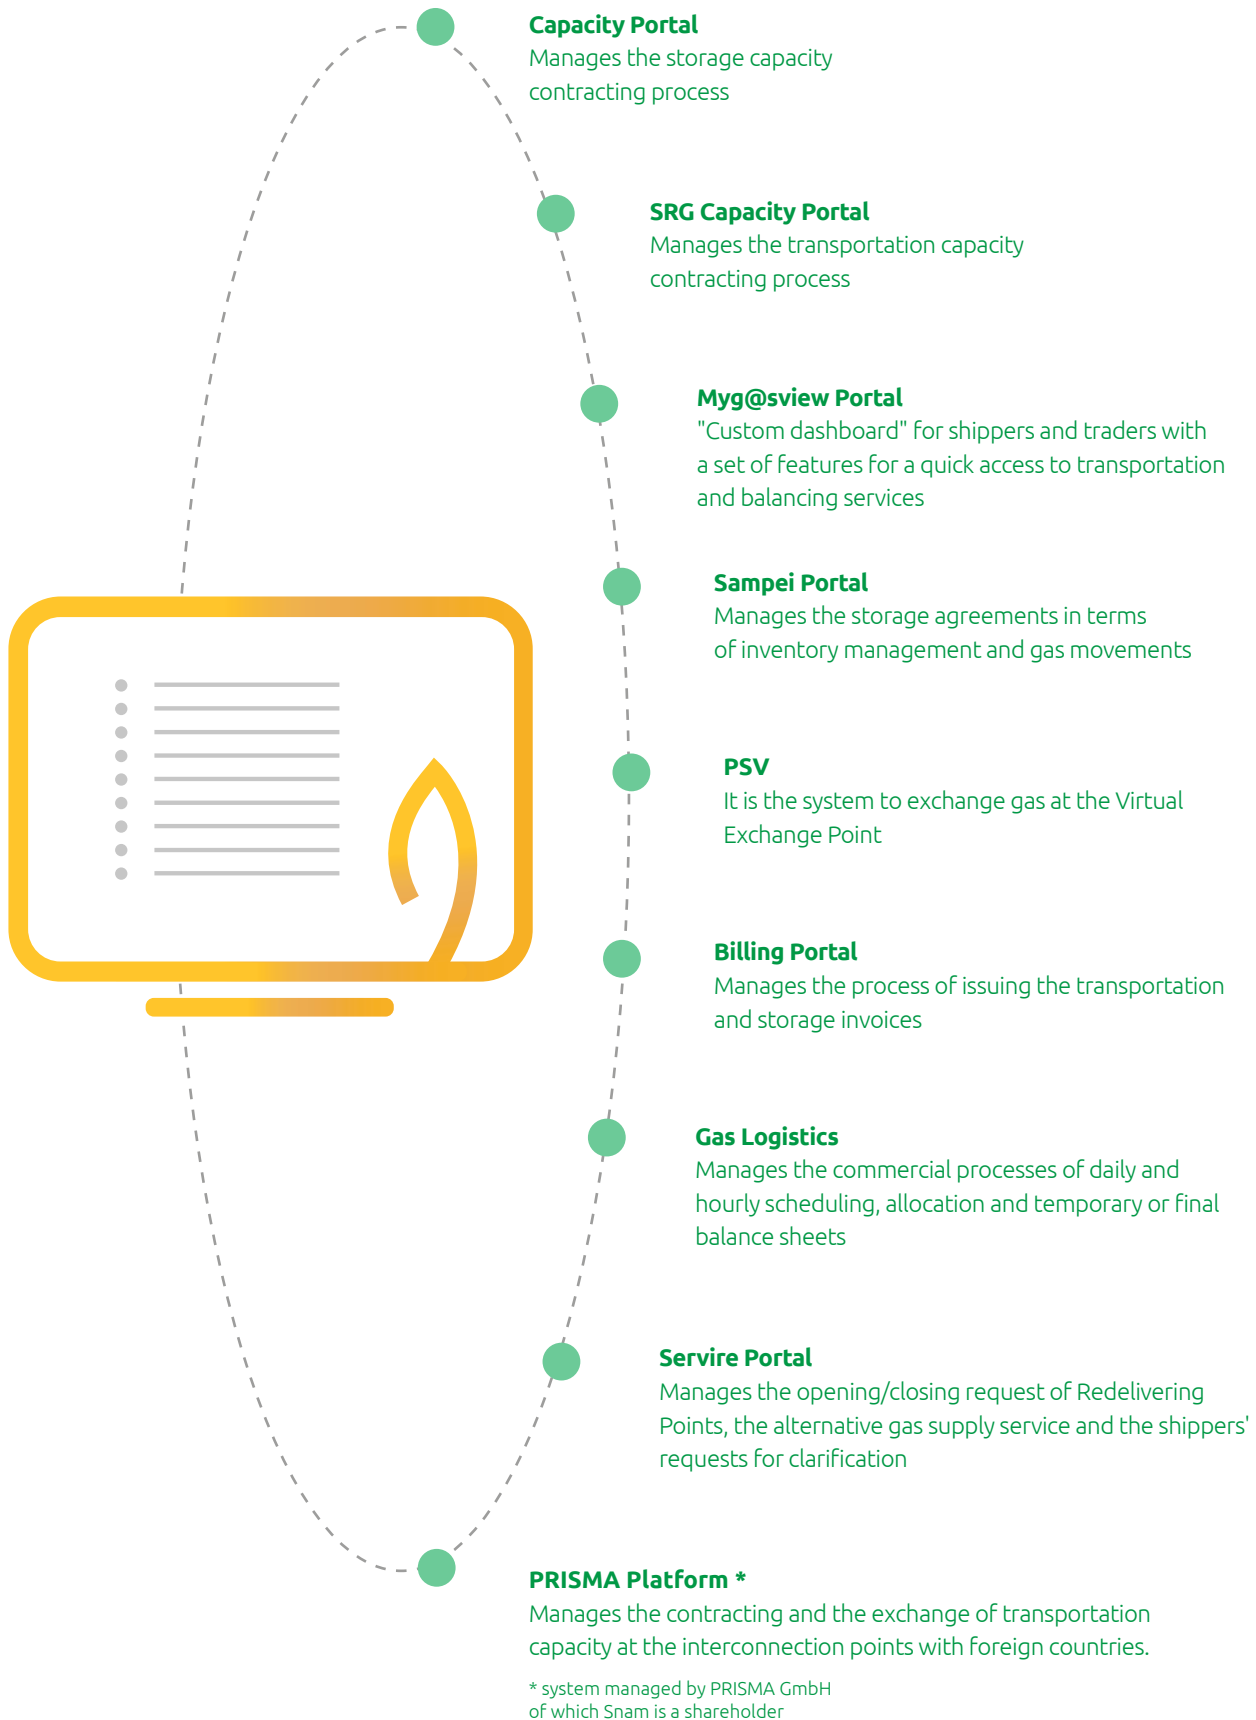 Capacity Portal
Manages the storage capacity
contracting process
SRG Capacity Portal
Manages the transportation capacity
contracting process
Myg@sview Portal
"Custom dashboard" for shippers and traders with
a set of features for a quick access to transportation
and balancing services
Sampei Portal
Manages the storage agreements in terms
of inventory management and gas movements
PSV
It is the system to exchange gas at the Virtual
Exchange Point
Billing Portal
Manages the process of issuing the transportation
and storage invoices
Gas Logistics
Manages the commercial processes of daily and
hourly scheduling, allocation and temporary or final
balance sheets
Servire Portal
Manages the opening/closing request of Redelivering
Points, the alternative gas supply service and the shippers'
requests for clarification
PRISMA Platform *
Manages the contracting and the exchange of transportation
capacity at the interconnection points with foreign countries.
* system managed by PRISMA GmbH
of which Snam is a shareholder